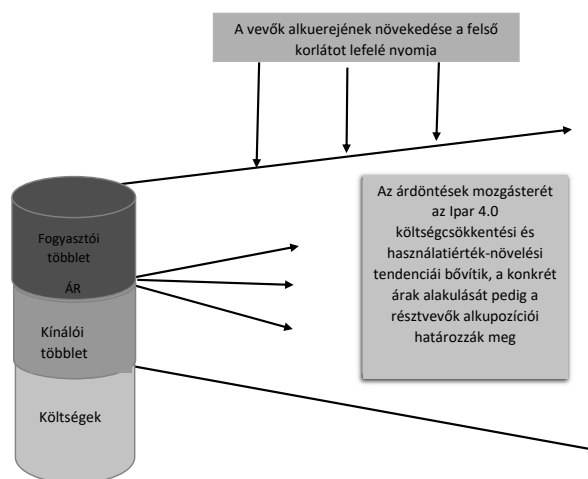 A vevők alkuerejének növekedése a felső
korlátot lefelé nyomja
Fogyasztói
többlet
ÁR
Kínálói
többlet
Költségek
Az árdöntések mozgásterét
az Ipar 4.0
költségcsökkentési és
használatiérték-növelési
tendenciái bővítik, a konkrét
árak alakulását pedig a
résztvevők alkupozíciói
határozzák meg